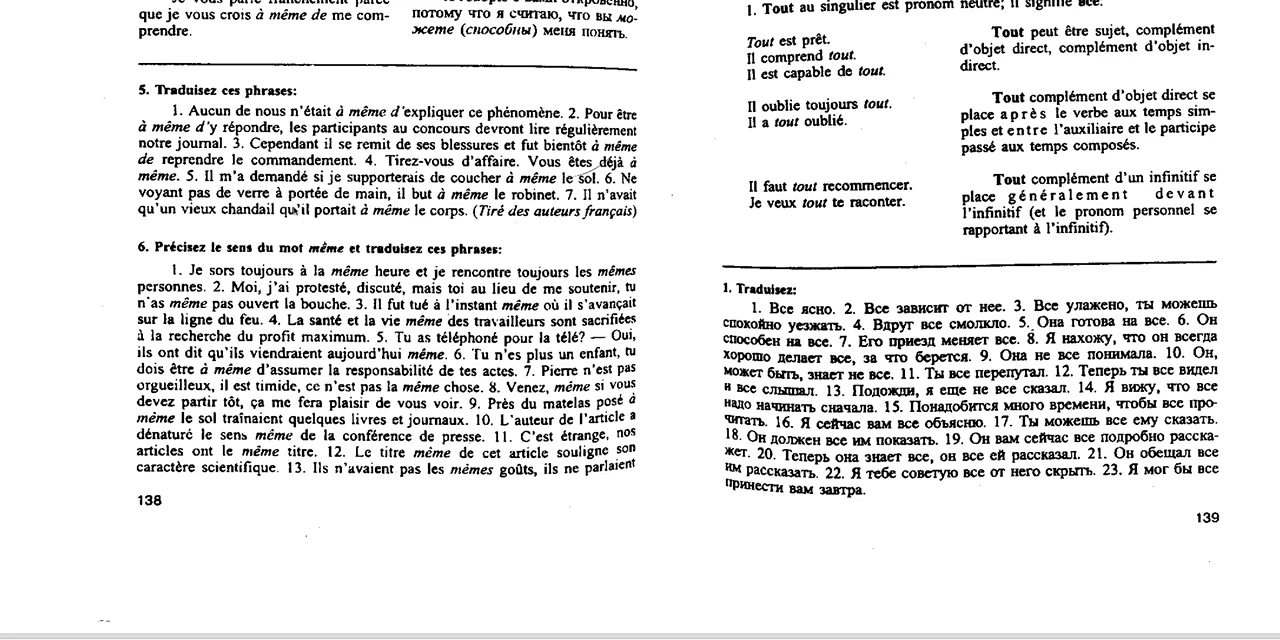 que je vous crois à même de me com-
prendre.
потому что я считаю, что вы мо-
жете (способны) меня понять.
5. Traduisez ces phrases:
1. Aucun de nous n'était à même d'expliquer ce phénomène. 2. Pour être
à même d'y répondre, les participants au concours devront lire régulièrement
notre journal. 3. Cependant il se remit de ses blessures et fut bientôt à même
de reprendre le commandement. 4. Tirez-vous d'affaire. Vous êtes déjà à
même. 5. Il m'a demandé si je supporterais de coucher à même le sol. 6. Ne
voyant pas de verre à portée de main, il but à même le robinet. 7. Il n'avait
qu'un vieux chandail qu'il portait à même le corps. (Tiré des auteurs français)
6. Précisez le sens du mot même et traduisez ces phrases:
1. Je sors toujours à la même heure et je rencontre toujours les mêmes
personnes. 2. Moi, j'ai protesté, discuté, mais toi au lieu de me soutenir, tu
n'as même pas ouvert la bouche. 3. Il fut tué à l'instant même où il s'avançait
sur la ligne du feu. 4. La santé et la vie même des travailleurs sont sacrifiées
à la recherche du profit maximum. 5. Tu as téléphoné pour la télé? — Oui,
ils ont dit qu'ils viendraient aujourd'hui même. 6. Tu n'es plus un enfant, tu
dois être à même d'assumer la responsabilité de tes actes. 7. Pierre n'est pas
orgueilleux, il est timide, ce n'est pas la même chose. 8. Venez, même si vous
devez partir tôt, ça me fera plaisir de vous voir. 9. Près du matelas posé à
même le sol traînaient quelques livres et journaux. 10. L'auteur de l'article a
dénaturé le sens même de la conférence de presse. 11. C'est étrange, nos
articles ont le même titre. 12. Le titre même de cet article souligne son
caractère scientifique. 13. Ils n'avaient pas les mêmes goûts, ils ne parlaient
138
1. Tout au singulier est pronom neutre; il signifie все.
Tout est prêt.
Il comprend tout.
Il est capable de tout.
Tout peut être sujet, complément
d'objet direct, complément d'objet in-
direct.
Il oublie toujours tout.
Il a tout oublié.
Tout complément d'objet direct se
place après le verbe aux temps sim-
ples et entre l'auxiliaire et le participe
passé aux temps composés.
Il faut tout recommencer.
Je veux tout te raconter.
Tout complément d'un infinitif se
place généralement devant
l'infinitif (et le pronom personnel se
rapportant à l'infinitif).
1. Traduisez:
1. Все ясно. 2. Все зависит от нее. 3. Все улажено, ты можешь
спокойно уезжать. 4. Вдруг все смолкло. 5. Она готова на все. 6. Он
способен на все. 7. Его приезд меняет все. 8. Я нахожу, что он всегда
хорошо делает все, за что берется. 9. Она не все понимала. 10. Он,
может быть, знает не все. 11. Ты все перепутал. 12. Теперь ты все видел
и все слышал. 13. Подожди, я еще не все сказал. 14. Я вижу, что все
надо начинать сначала. 15. Понадобится много времени, чтобы все про-
читать. 16. Я сейчас вам все объясню. 17. Ты можешь все ему сказать.
18. Он должен все им показать. 19. Он вам сейчас все подробно расска-
жет. 20. Теперь она знает все, он все ей рассказал. 21. Он обещал все
им рассказать. 22. Я тебе советую все от него скрыть. 23. Я мог бы все
принести вам завтра.
139